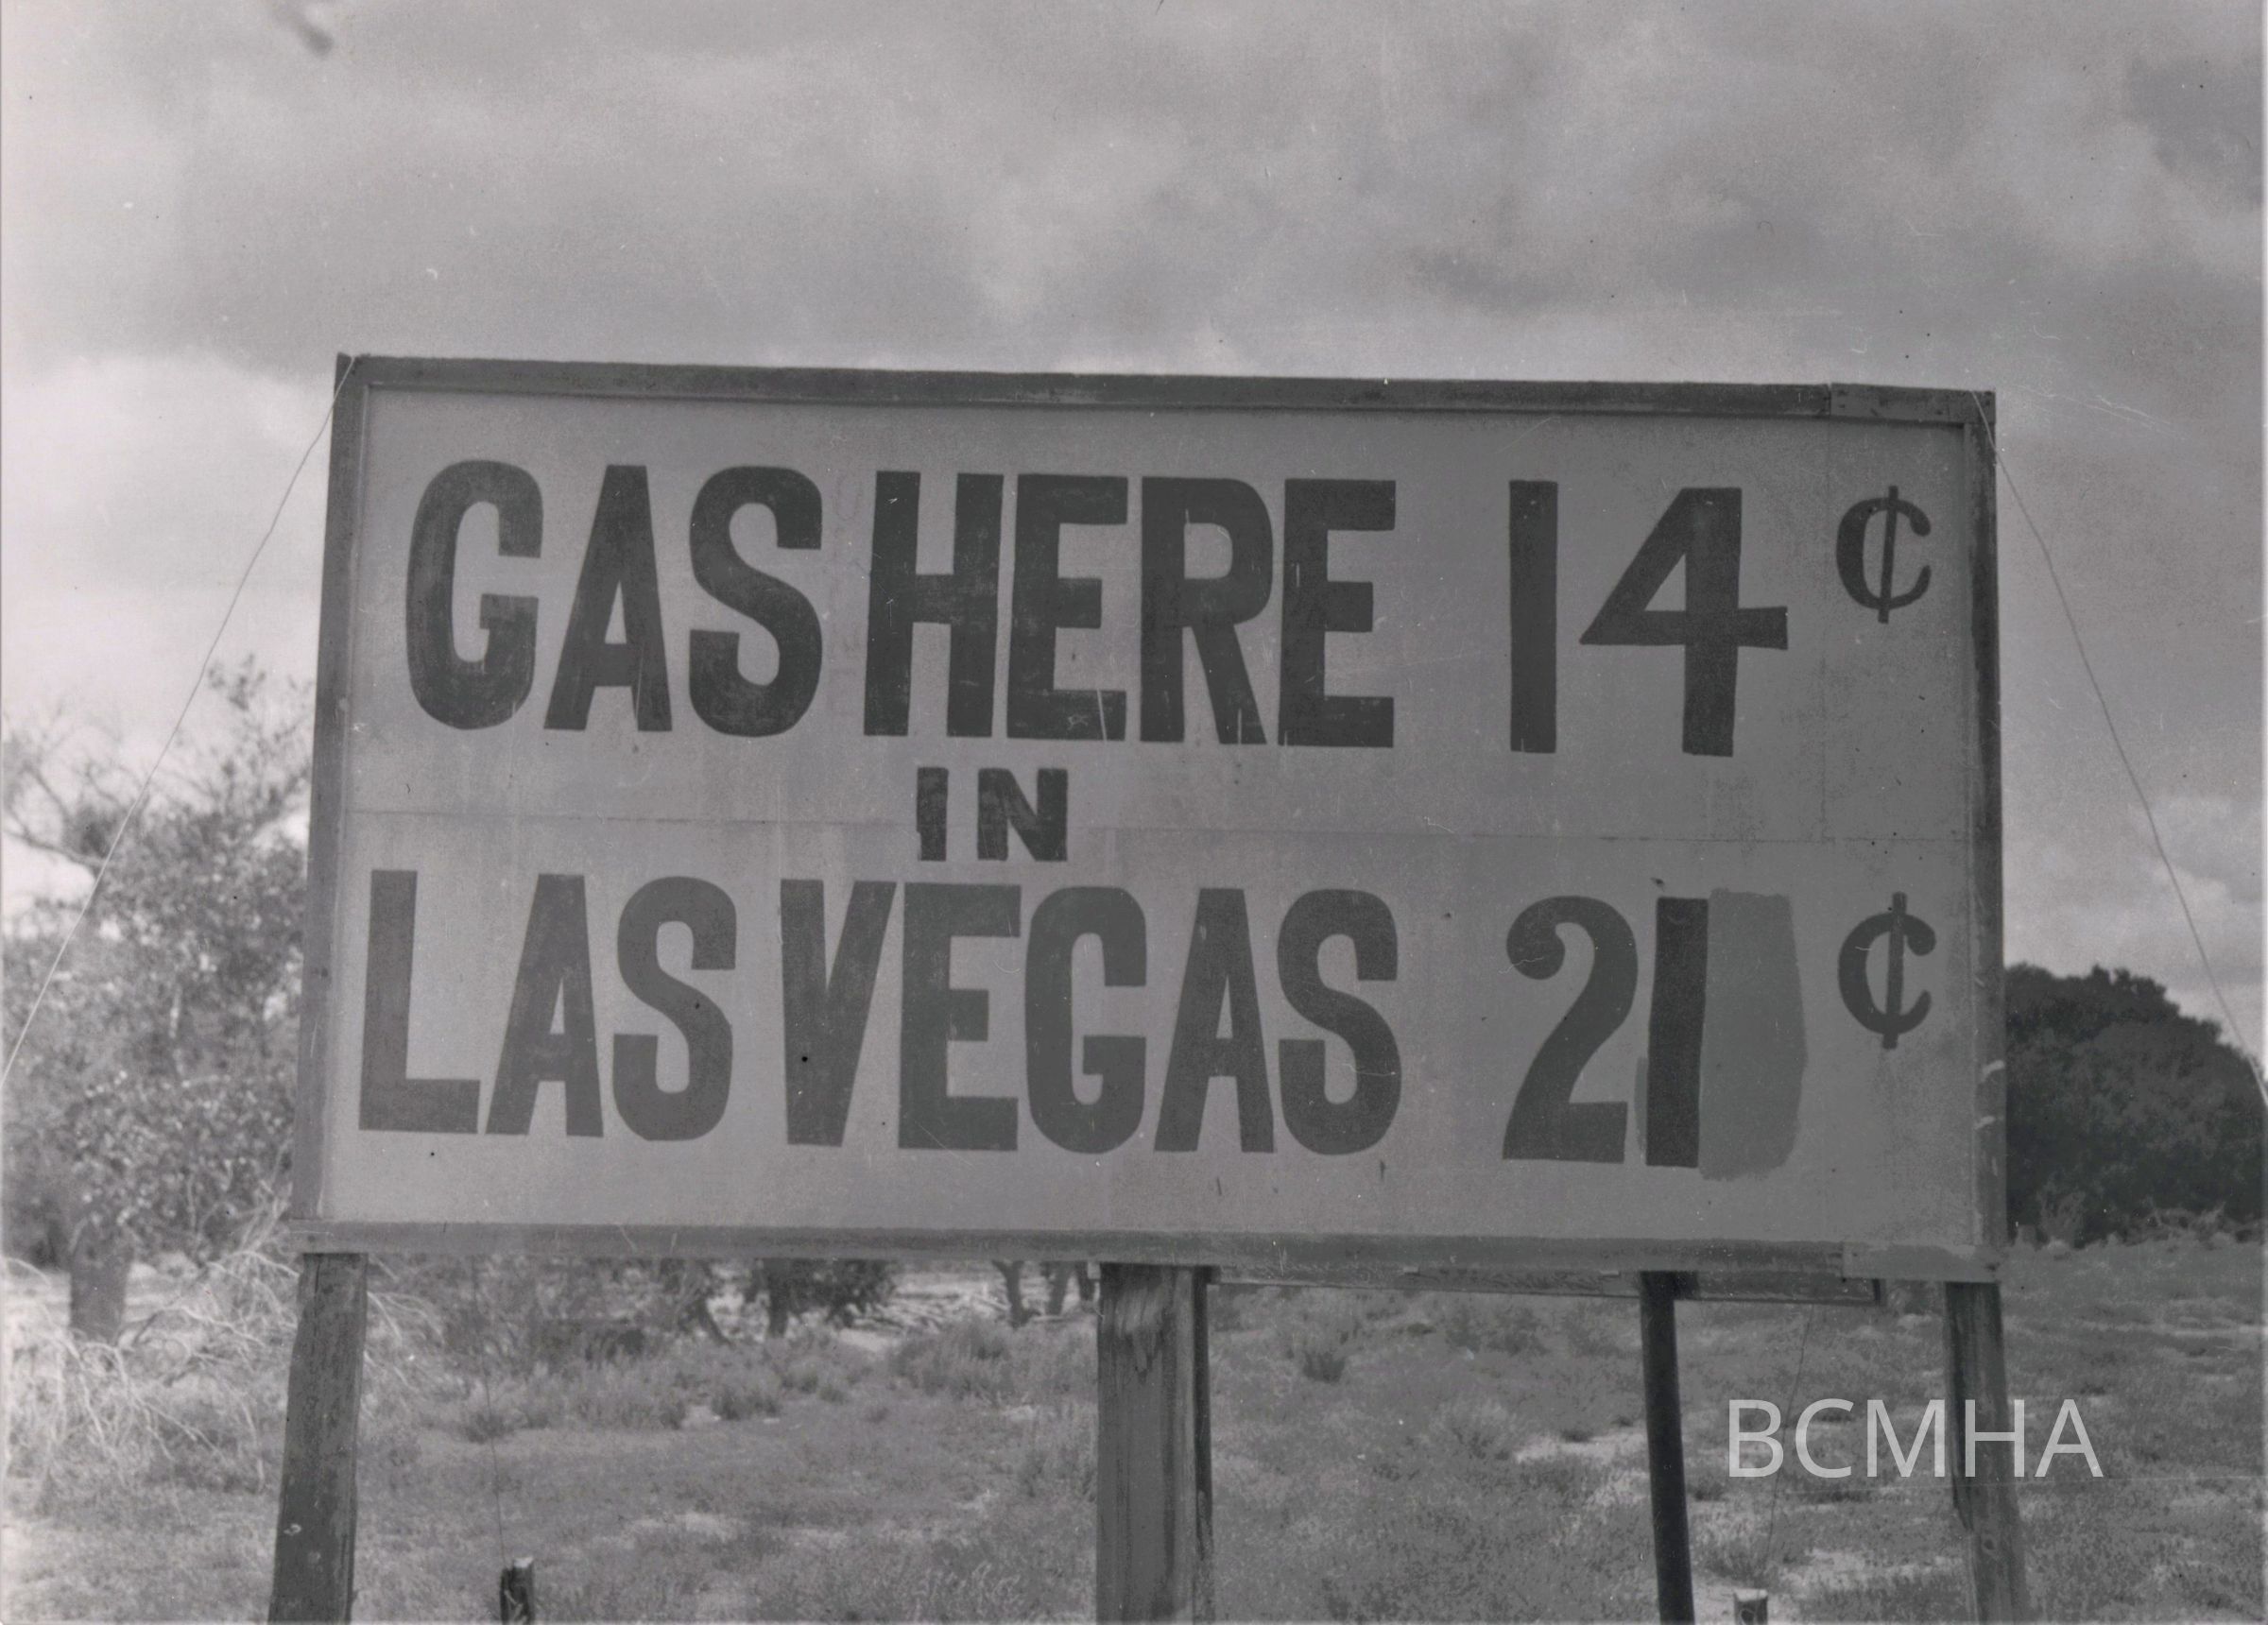 GAS HERE 14¢
IN
LAS VEGAS 21¢
BCMHA